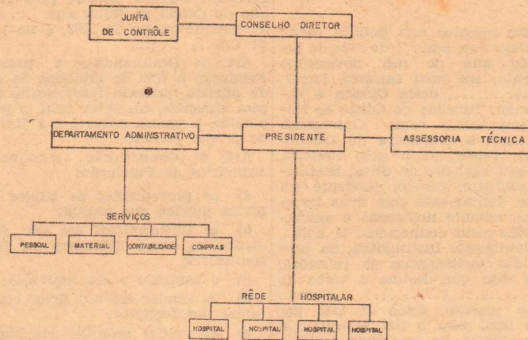 JUNTA
DE CONTRÔLE
CONSELHO DIRETOR
DEPARTAMENTO ADMINSTRATIVO
PRESIDENTE
ASSESSORIA TÉCNICA
SERVIÇOS
PESSOAL
MATERIAL
CONTABILIDADE
COMPRAS
RÊDE HOSPITALAR
HOSPITAL
HOSPITAL
HOSPITAL
HOSPITAL